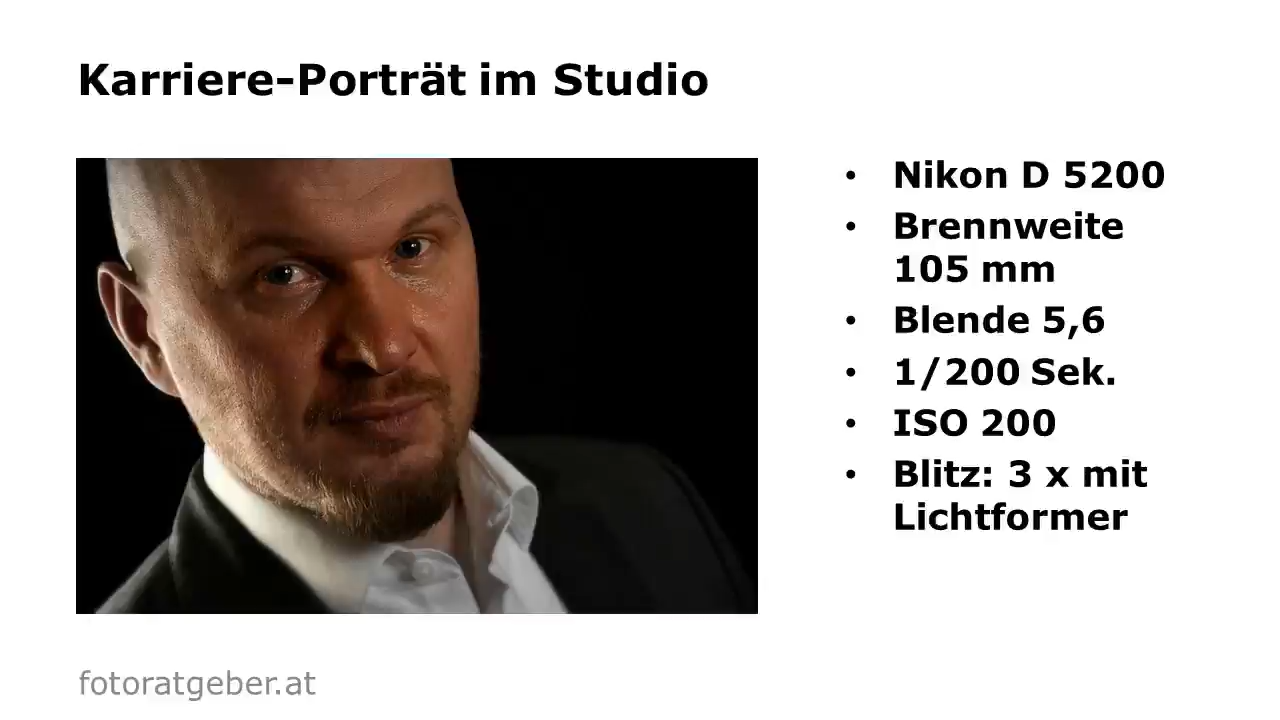 Karriere-Porträt im Studio
• Nikon D 5200
• Brennweite
105 mm
• Blende 5,6
• 1/200 Sek.
• ISO 200
• Blitz: 3 x mit
Lichtformer
fotoratgeber.at